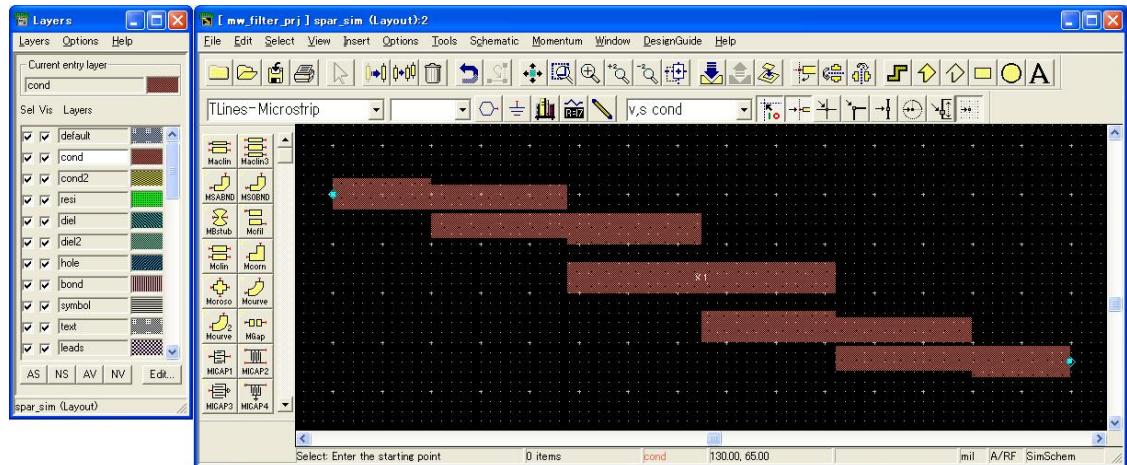 Layers
Layers Options Help
Current entry layer
cond
Sel Vis Layers
default
cond
cond2
resi
diel
diel2
hole
bond
symbol
text
leads
AS NS AV NV Edit...
spar_sim (Layout)
[ mw_filter_prj ] spar_sim (Layout):2
File Edit Select View Insert Options Tools Schematic Momentum Window DesignGuide Help
TLines-Microstrip
v,s cond
Maclin Maclin3
MSABND MSOBND
MBstub Mcfil
Mclin Mcorn
Mcroso Mcurve
Mcurve MGap
MICAP1 MICAP2
MICAP3 MICAP4
X1
Select: Enter the starting point 0 items cond 130.00, 65.00 mil A/RF SimSchem